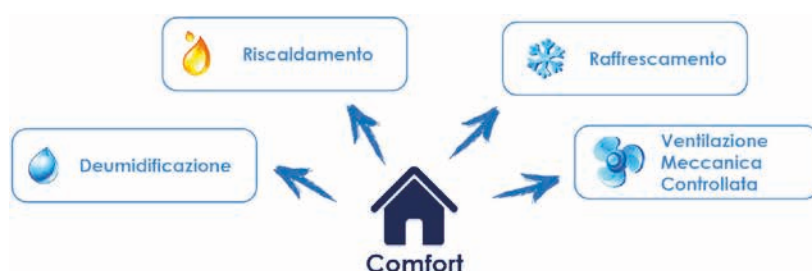 Riscaldamento
Raffrescamento
Deumidificazione
Ventilazione
Meccanica
Controllata
Comfort